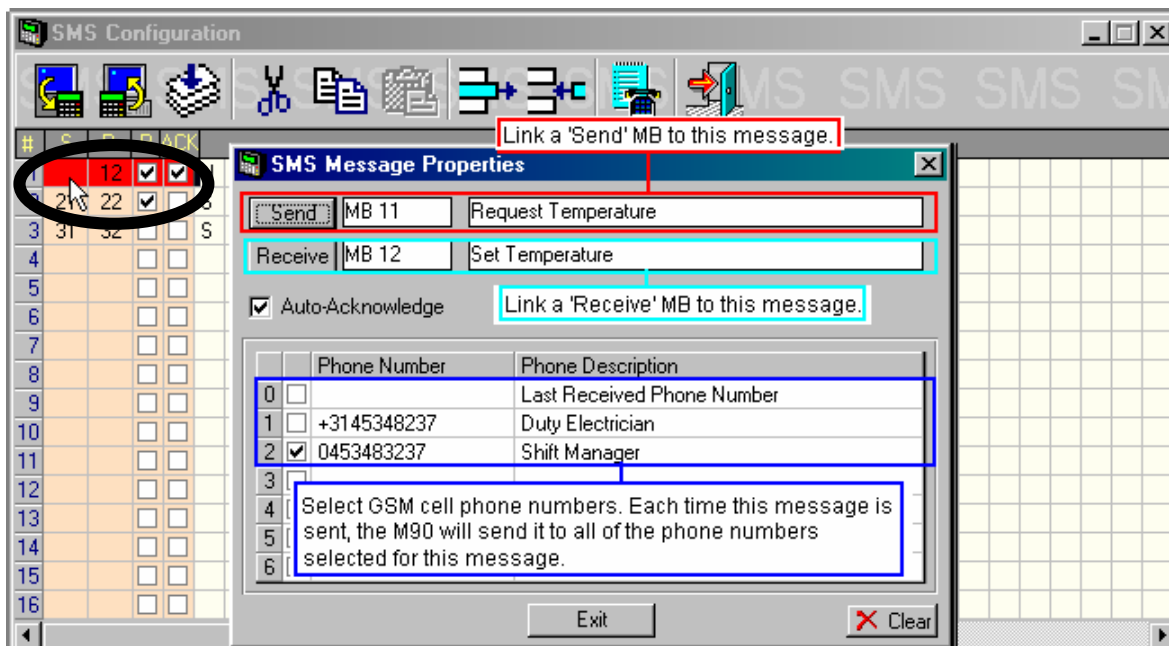 SMS Configuration
SMS SMS SMS
# S R P ACK
Link a 'Send' MB to this message.
1 12
2 21 22 S
3 31 32 S
4
5
6
7
8
9
10
11
12
13
14
15
16
SMS Message Properties
Send MB 11 Request Temperature
Receive MB 12 Set Temperature
Auto-Acknowledge
Link a 'Receive' MB to this message.
Phone Number Phone Description
0 Last Received Phone Number
1 +3145348237 Duty Electrician
2 0453483237 Shift Manager
3
4
5
6
Select GSM cell phone numbers. Each time this message is
sent, the M90 will send it to all of the phone numbers
selected for this message.
Exit Clear